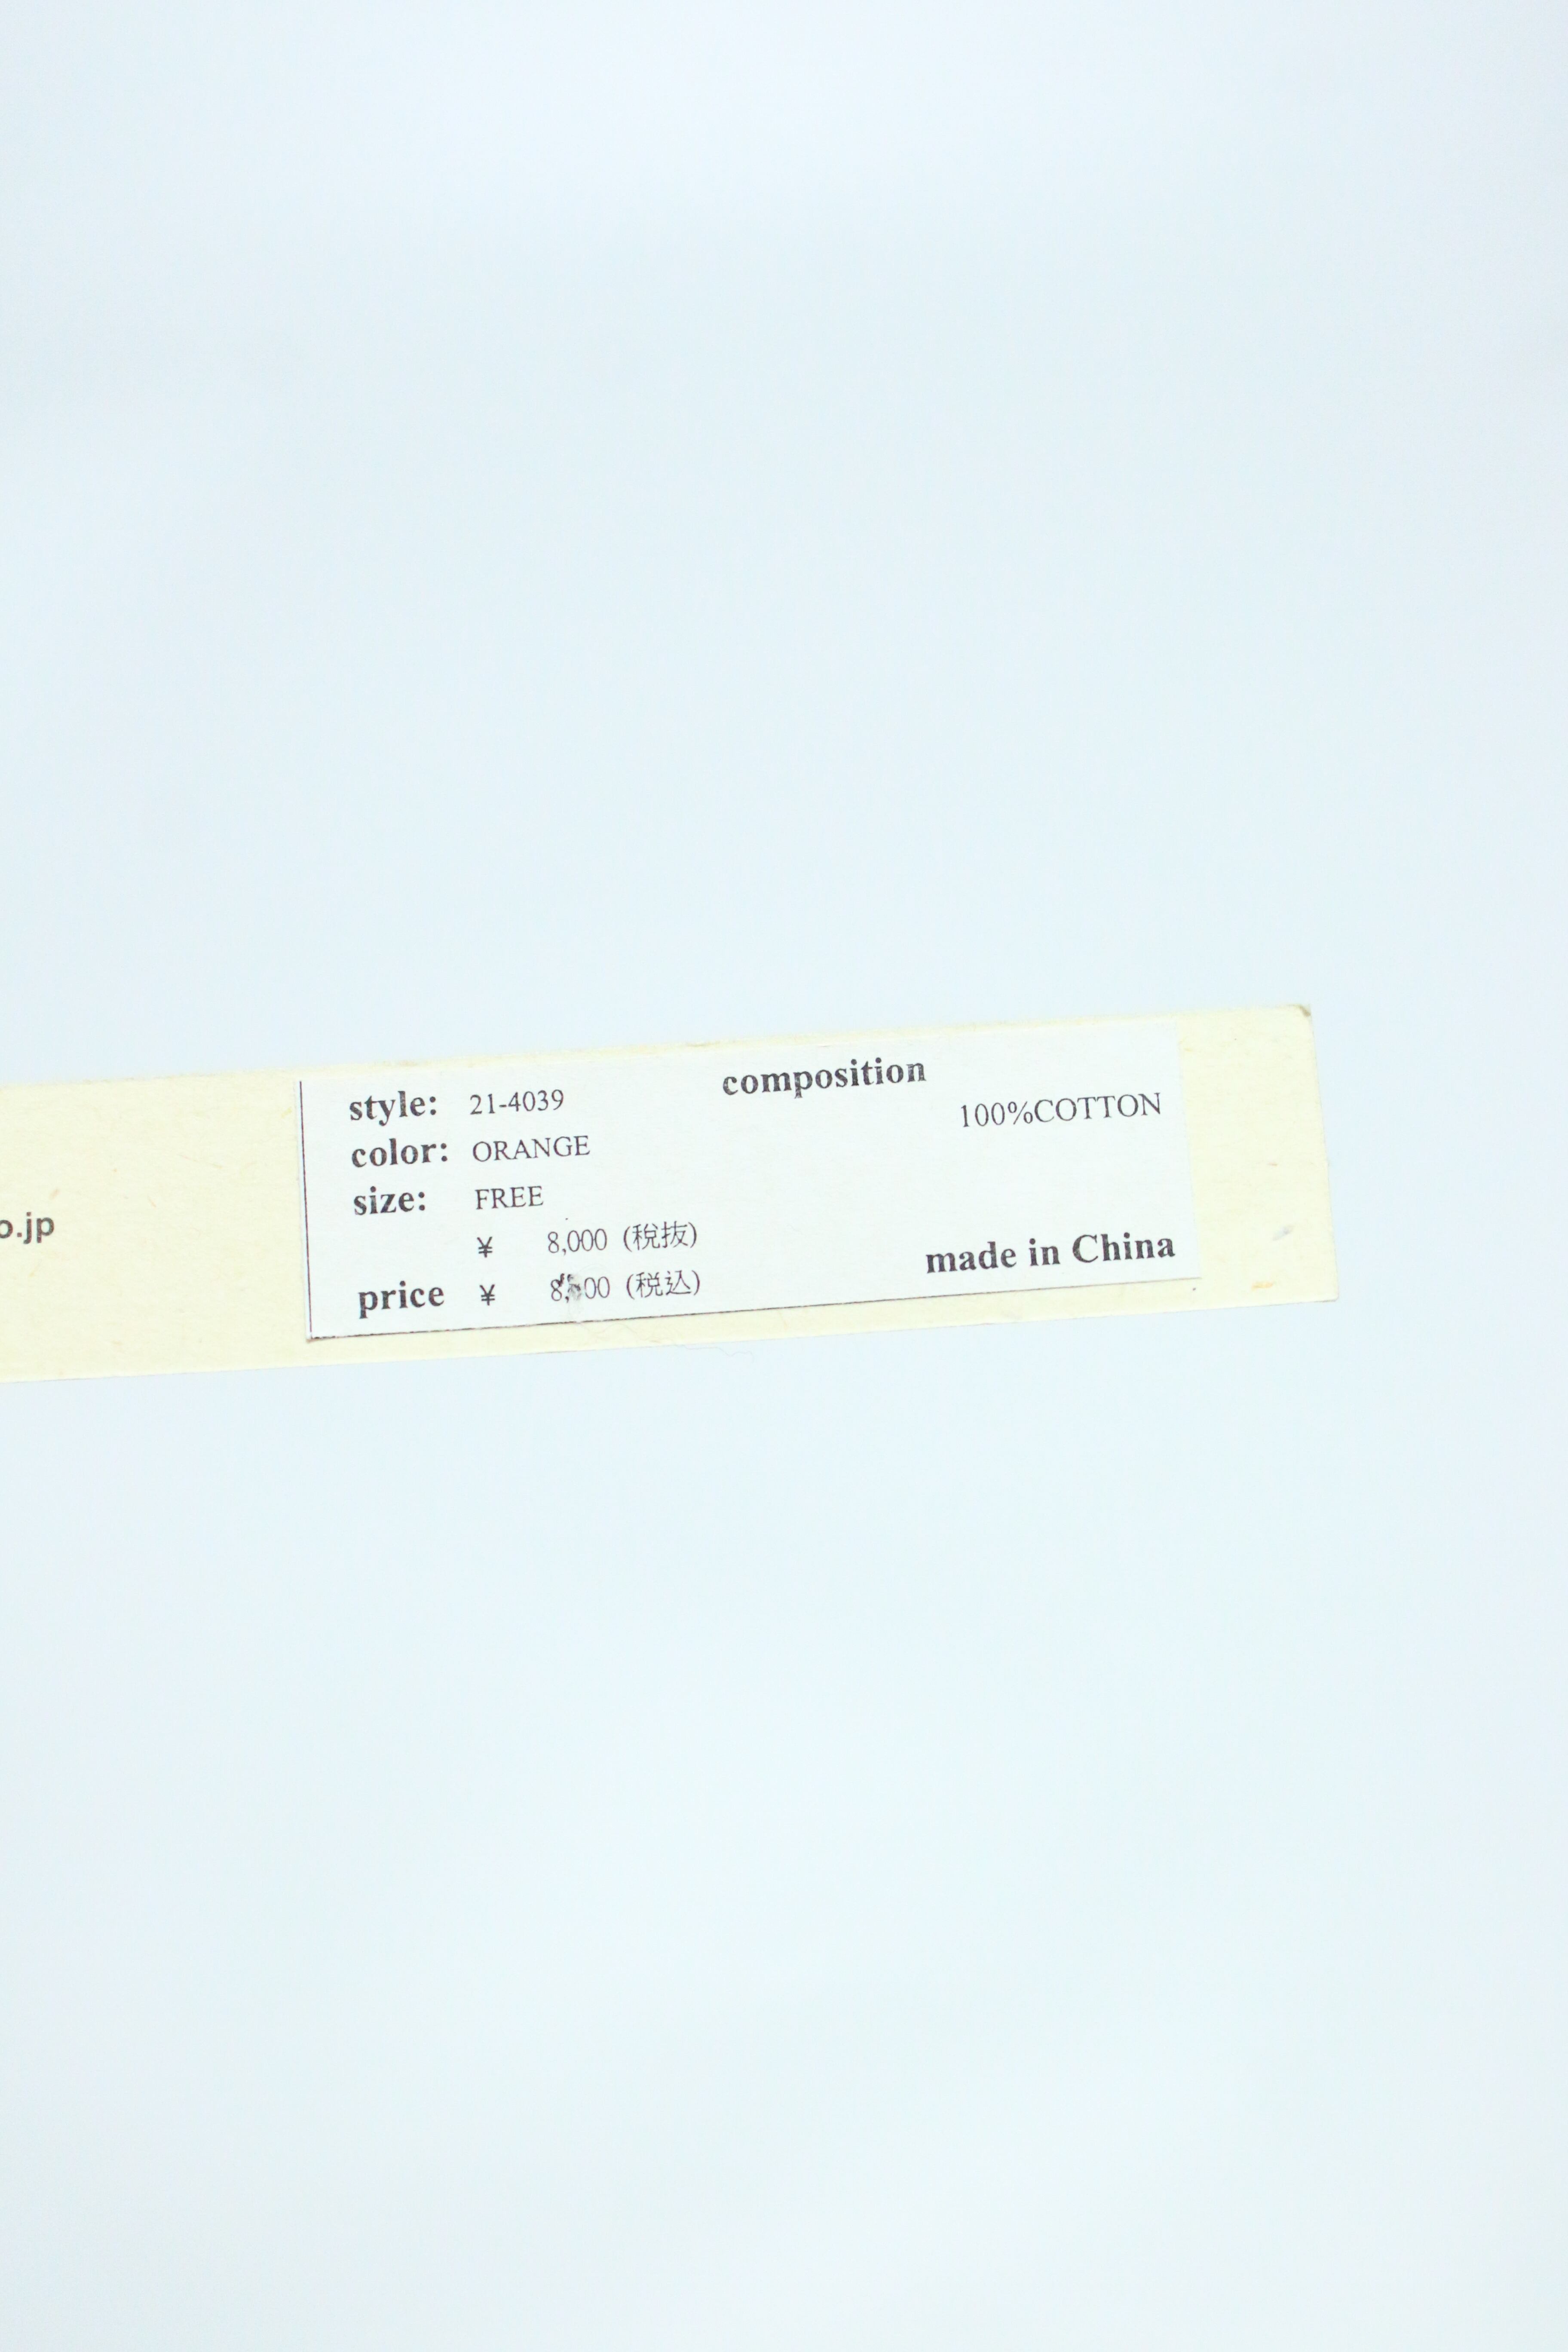 style: 21-4039
color: ORANGE
size: FREE
¥ 8,000 (税抜)
price ¥ (税込)
composition
100%COTTON
made in China
o.jp